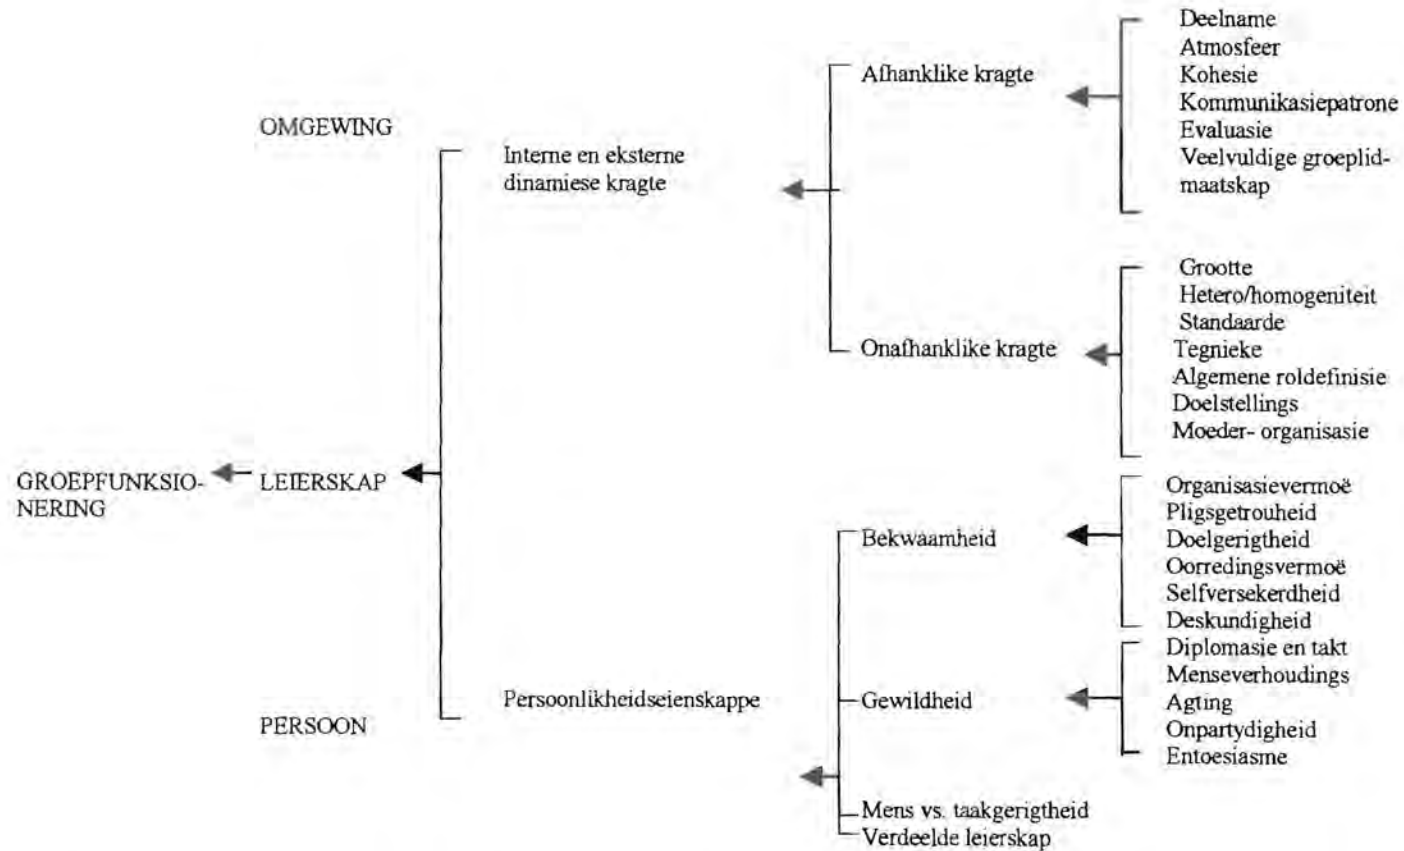 Deelname
Atmosfeer
Afhanklike kragte
Kohesie
Kommunikasiepatrone
OMGEWING
Evaluasie
Interne en eksterne
dinamiese kragte
Veelvuldige groeplid-
maatskap
Grootte
Hetero/homogeniteit
Standaarde
Onafhanklike kragte
Tegnieke
Algemene roldefinisie
Doelstellings
Moeder- organisasie
GROEPFUNKSIO-
NERING
LEIERSKAP
Organisasievermoë
Pligsgetrouheid
Bekwaamheid
Doelgerigtheid
Oorredingsvermoë
Selfversekerdheid
Deskundigheid
Diplomasie en takt
Menseverhoudings
Persoonlikheidseienskappe
Gewildheid
Agting
PERSOON
Onpartydigheid
Entoesiasme
Mens vs. taakgerigtheid
Verdeelde leierskap